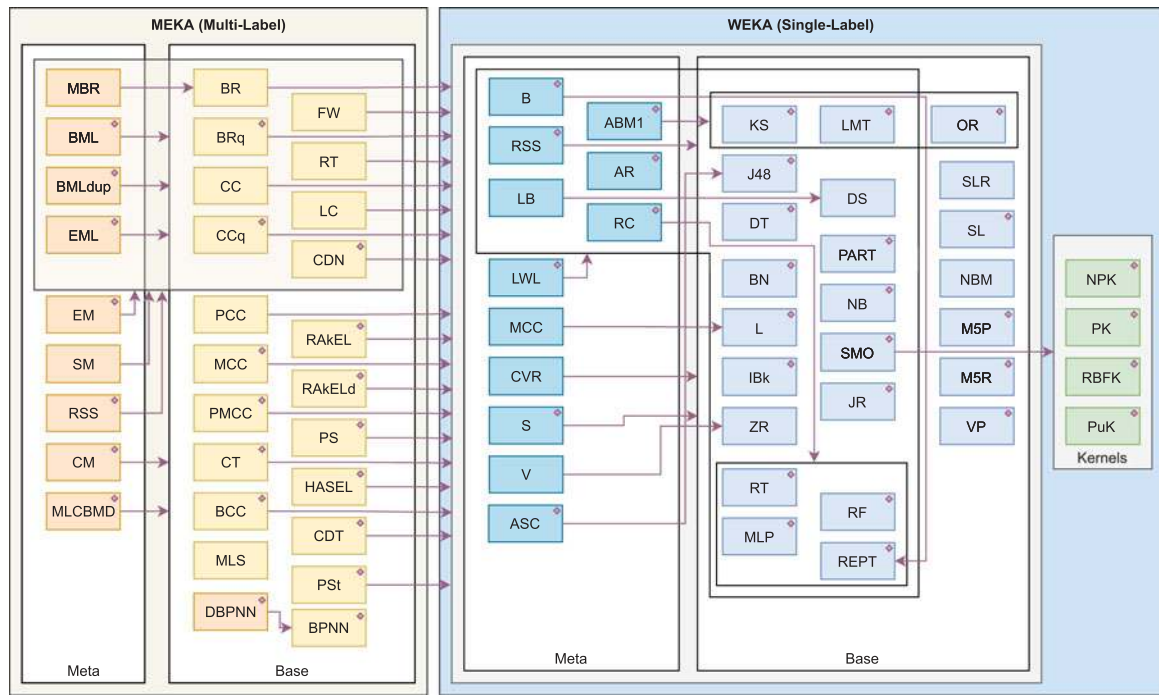 MEKA (Multi-Label)
MBR
BML
BMLdup
EML
EM
SM
RSS
CM
MLCBMD
Meta
BR
BRq
CC
CCq
PCC
MCC
PMCC
CT
BCC
MLS
DBPNN
FW
RT
LC
CDN
RAkEL
RAkELd
PS
HASEL
CDT
PSt
BPNN
Base
WEKA (Single-Label)
B
RSS
LB
LWL
MCC
CVR
S
V
ASC
ABM1
AR
RC
Meta
KS
J48
DT
BN
L
IBk
ZR
RT
MLP
LMT
DS
PART
NB
SMO
JR
RF
REPT
OR
SLR
SL
NBM
M5P
M5R
VP
Base
NPK
PK
RBFK
PuK
Kernels